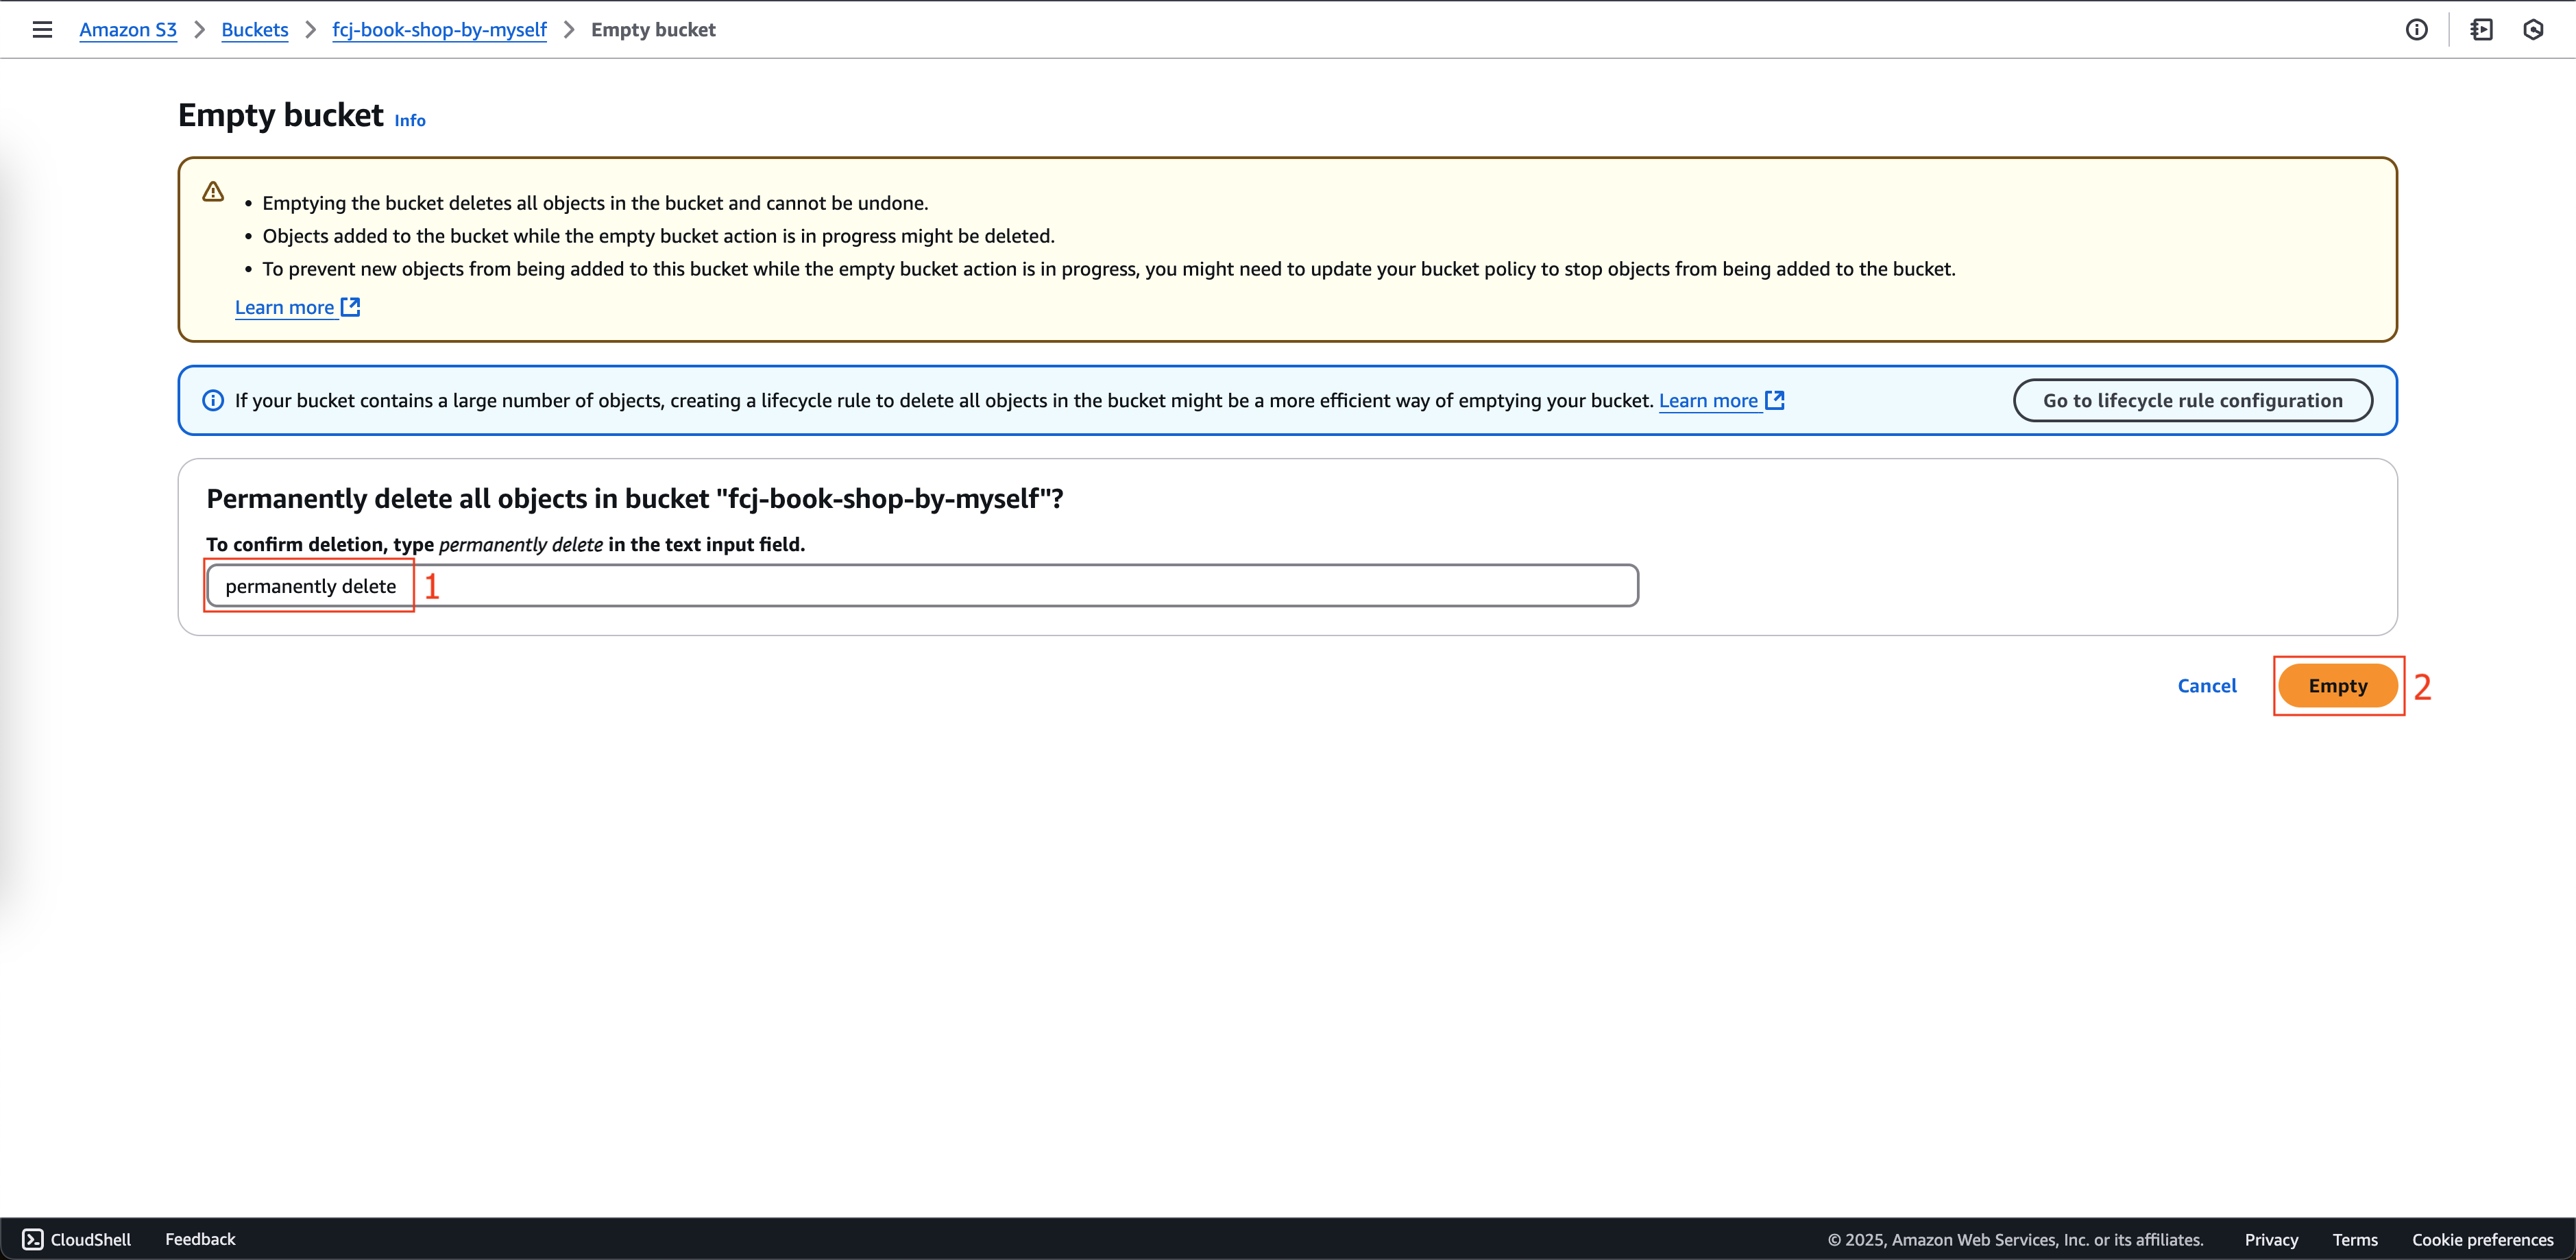 Amazon S3 > Buckets > fcj-book-shop-by-myself > Empty bucket
Empty bucket Info
• Emptying the bucket deletes all objects in the bucket and cannot be undone.
• Objects added to the bucket while the empty bucket action is in progress might be deleted.
• To prevent new objects from being added to this bucket while the empty bucket action is in progress, you might need to update your bucket policy to stop objects from being added to the bucket.
Learn more
If your bucket contains a large number of objects, creating a lifecycle rule to delete all objects in the bucket might be a more efficient way of emptying your bucket. Learn more Go to lifecycle rule configuration
Permanently delete all objects in bucket "fcj-book-shop-by-myself"?
To confirm deletion, type permanently delete in the text input field.
permanently delete 1
Cancel Empty 2
CloudShell Feedback © 2025, Amazon Web Services, Inc. or its affiliates. Privacy Terms Cookie preferences